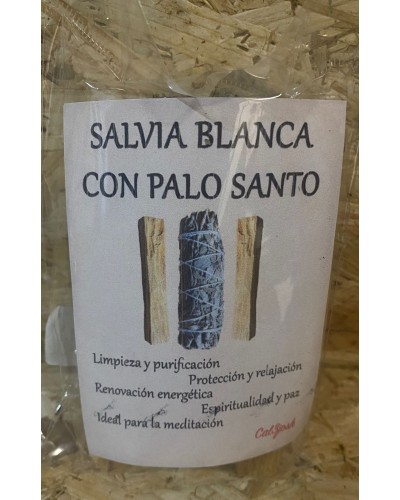 SALVIA BLANCA
CON PALO SANTO
Limpieza y purificación
Protección y relajación
Renovación energética
Espiritualidad y paz
Ideal para la meditación